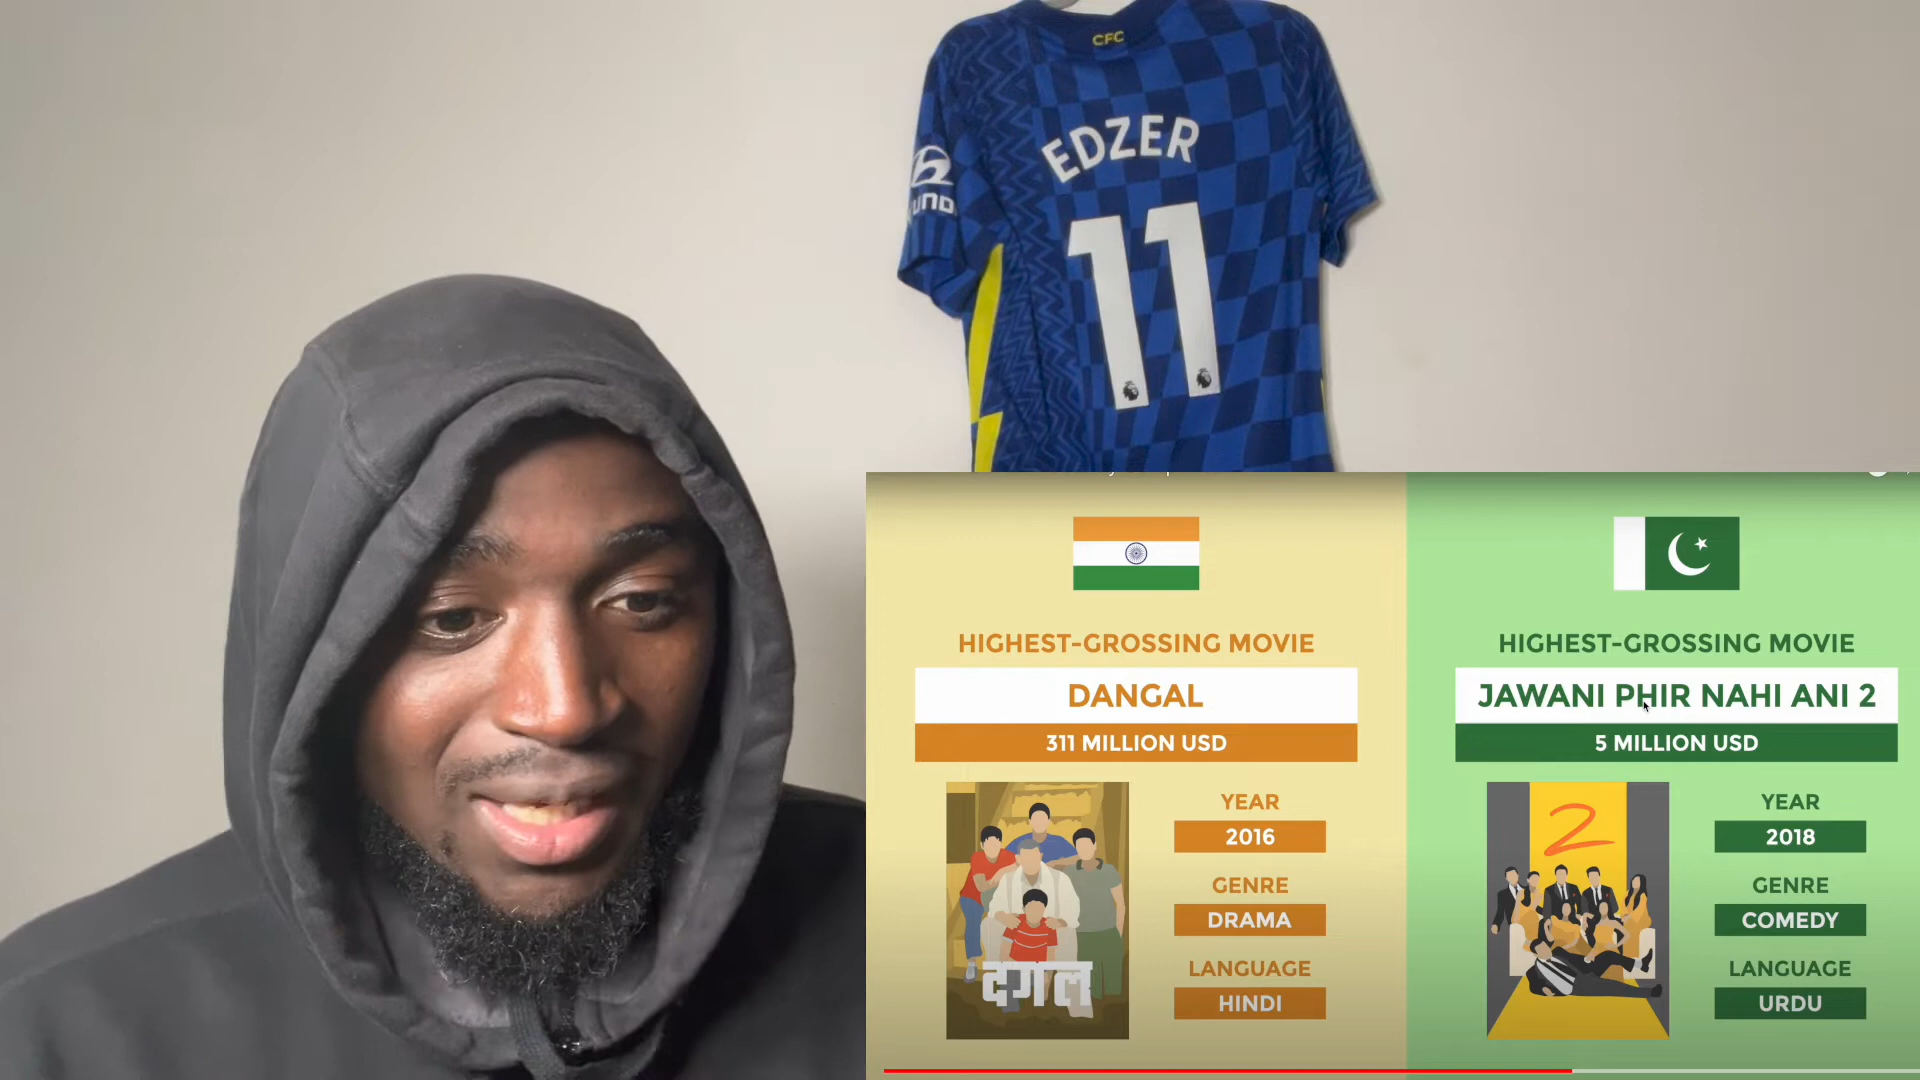 CFC
EDZER
11
HIGHEST-GROSSING MOVIE
DANGAL
311 MILLION USD
YEAR
2016
GENRE
DRAMA
LANGUAGE
HINDI
दंगल
HIGHEST-GROSSING MOVIE
JAWANI PHIR NAHI ANI 2
5 MILLION USD
2
YEAR
2018
GENRE
COMEDY
LANGUAGE
URDU